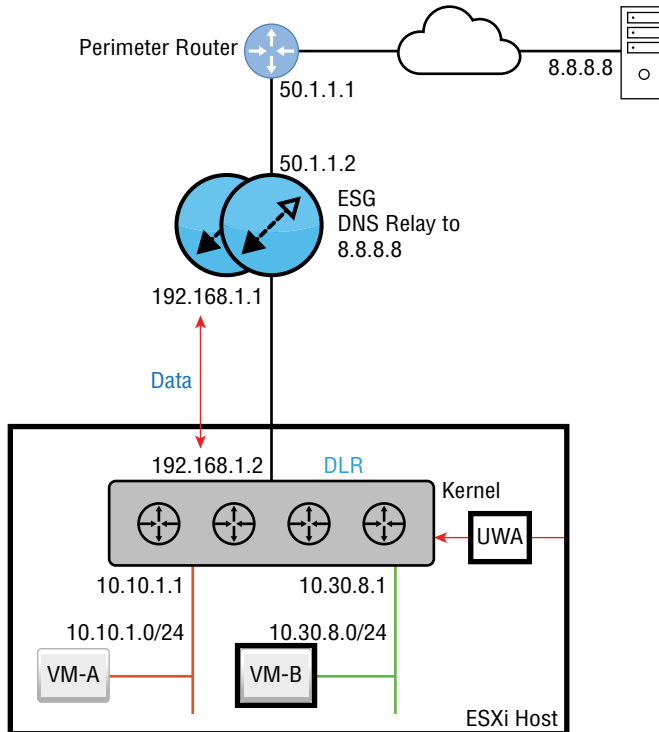 Perimeter Router
8.8.8.8
50.1.1.1
50.1.1.2
ESG
DNS Relay to
8.8.8.8
192.168.1.1
Data
192.168.1.2
DLR
Kernel
UWA
10.10.1.1
10.30.8.1
10.10.1.0/24
10.30.8.0/24
VM-A
VM-B
ESXi Host